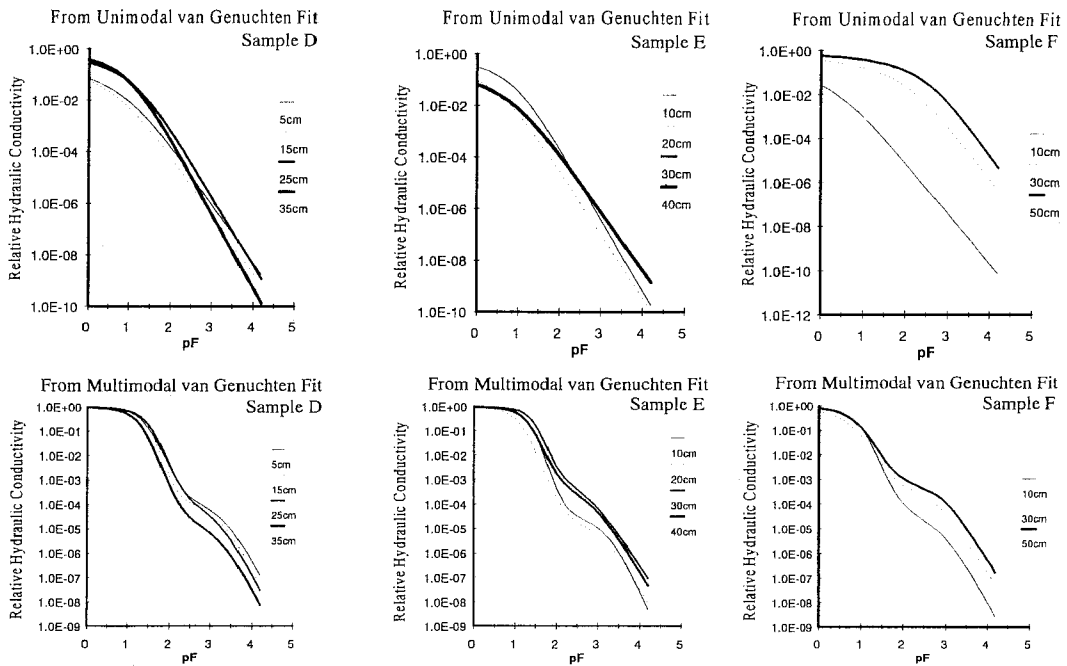 From Unimodal van Genuchten Fit
Sample D
Relative Hydraulic Conductivity
1.0E+00
1.0E-02
1.0E-04
1.0E-06
1.0E-08
1.0E-10
0 1 2 3 4 5
pF
5cm
15cm
25cm
35cm
From Unimodal van Genuchten Fit
Sample E
Relative Hydraulic Conductivity
1.0E+00
1.0E-02
1.0E-04
1.0E-06
1.0E-08
1.0E-10
0 1 2 3 4 5
pF
10cm
20cm
30cm
40cm
From Unimodal van Genuchten Fit
Sample F
Relative Hydraulic Conductivity
1.0E+00
1.0E-02
1.0E-04
1.0E-06
1.0E-08
1.0E-10
1.0E-12
0 1 2 3 4 5
pF
10cm
30cm
50cm
From Multimodal van Genuchten Fit
Sample D
Relative Hydraulic Conductivity
1.0E+00
1.0E-01
1.0E-02
1.0E-03
1.0E-04
1.0E-05
1.0E-06
1.0E-07
1.0E-08
1.0E-09
0 1 2 3 4 5
pF
5cm
15cm
25cm
35cm
From Multimodal van Genuchten Fit
Sample E
Relative Hydraulic Conductivity
1.0E+00
1.0E-01
1.0E-02
1.0E-03
1.0E-04
1.0E-05
1.0E-06
1.0E-07
1.0E-08
1.0E-09
0 1 2 3 4 5
pF
10cm
20cm
30cm
40cm
From Multimodal van Genuchten Fit
Sample F
Relative Hydraulic Conductivity
1.0E+00
1.0E-01
1.0E-02
1.0E-03
1.0E-04
1.0E-05
1.0E-06
1.0E-07
1.0E-08
1.0E-09
0 1 2 3 4 5
pF
10cm
30cm
50cm